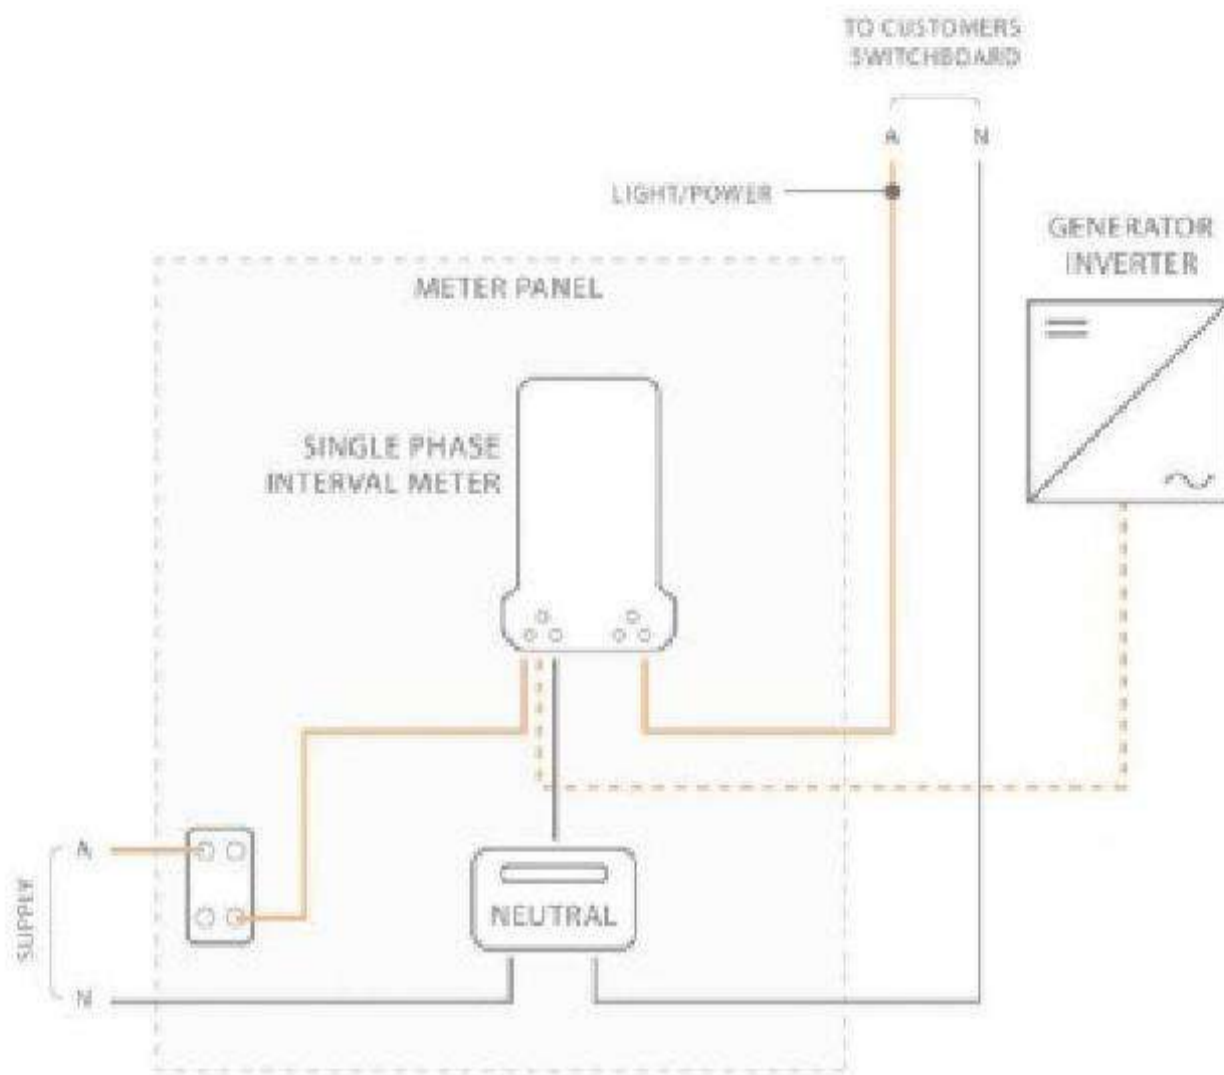 TO CUSTOMERS
SWITCHBOARD
A
N
LIGHT/POWER
GENERATOR
INVERTER
METER PANEL
SINGLE PHASE
INTERVAL METER
A
SUPPLY
NEUTRAL
N